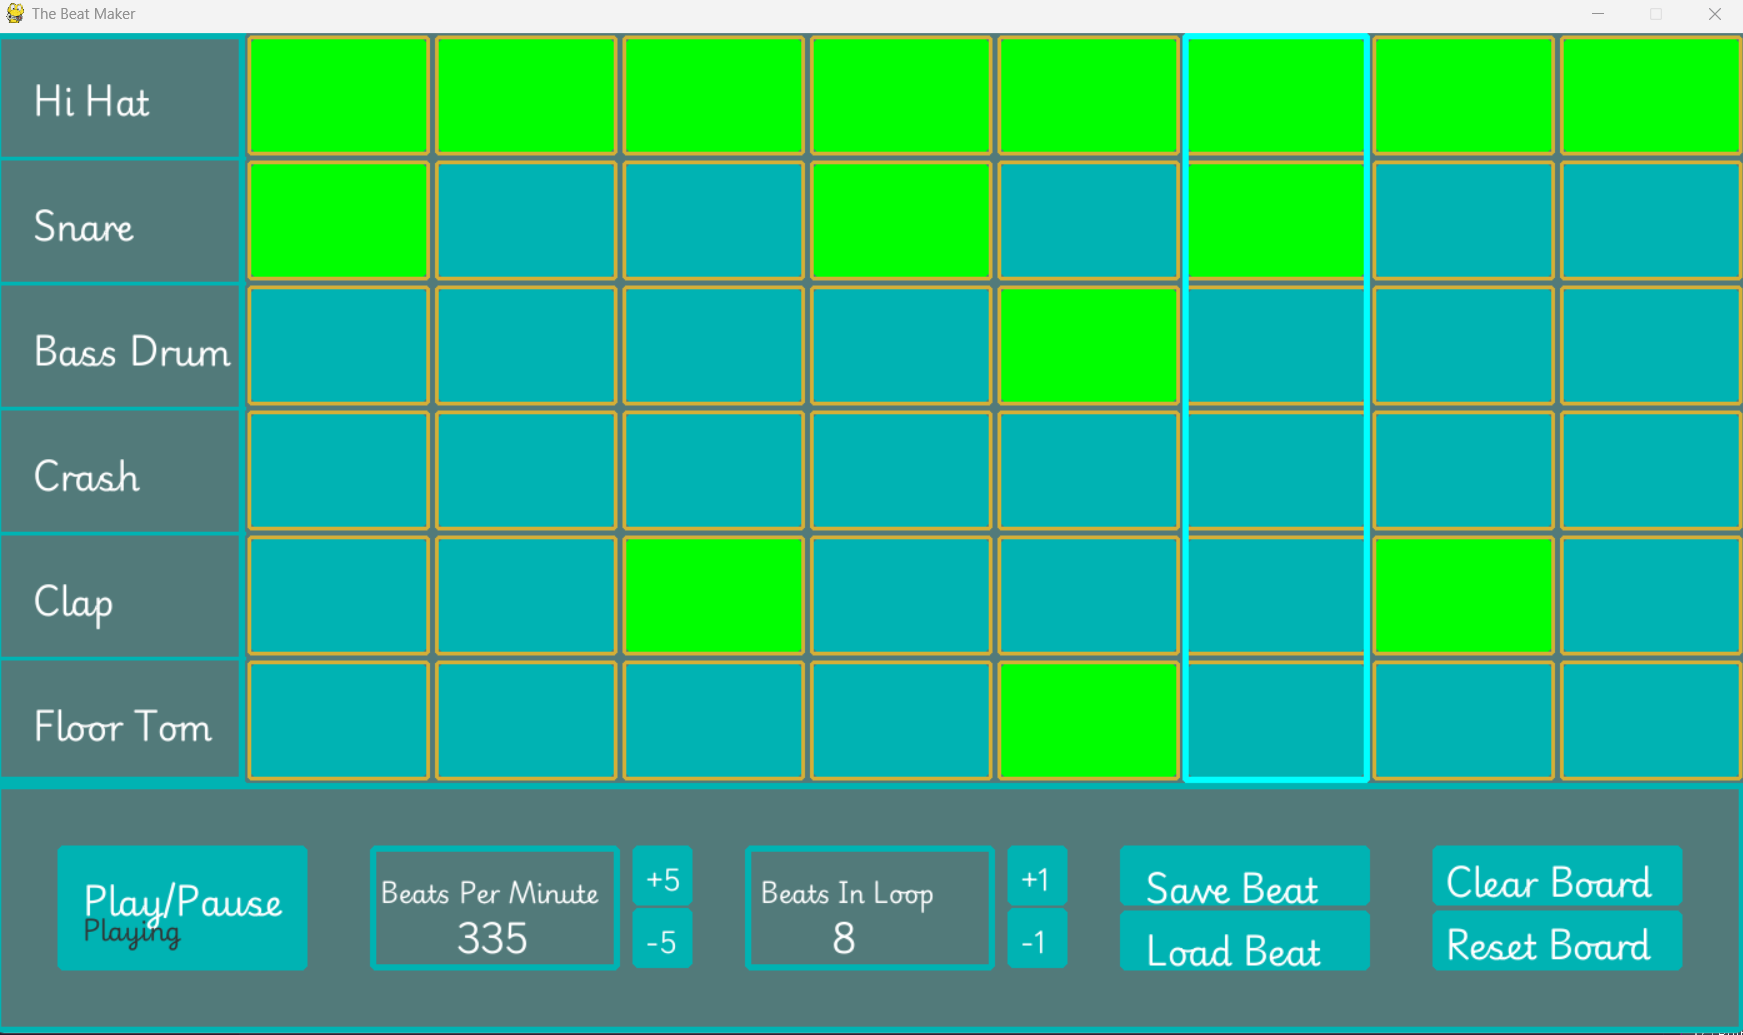 The Beat Maker
Hi Hat
Snare
Bass Drum
Crash
Clap
Floor Tom
Play/Pause
Playing
Beats Per Minute
335
+5
-5
Beats In Loop
8
+1
-1
Save Beat
Load Beat
Clear Board
Reset Board